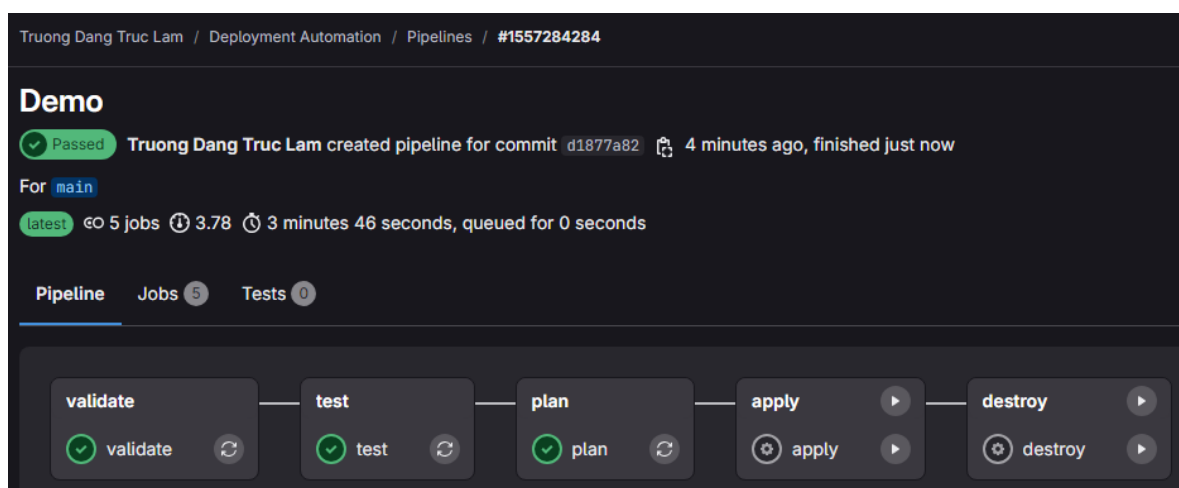 Truong Dang Truc Lam / Deployment Automation / Pipelines / #1557284284
Demo
Passed Truong Dang Truc Lam created pipeline for commit d1877a82 4 minutes ago, finished just now
For main
latest 5 jobs 3.78 3 minutes 46 seconds, queued for 0 seconds
Pipeline Jobs 5 Tests 0
validate test plan apply destroy
validate test plan apply destroy